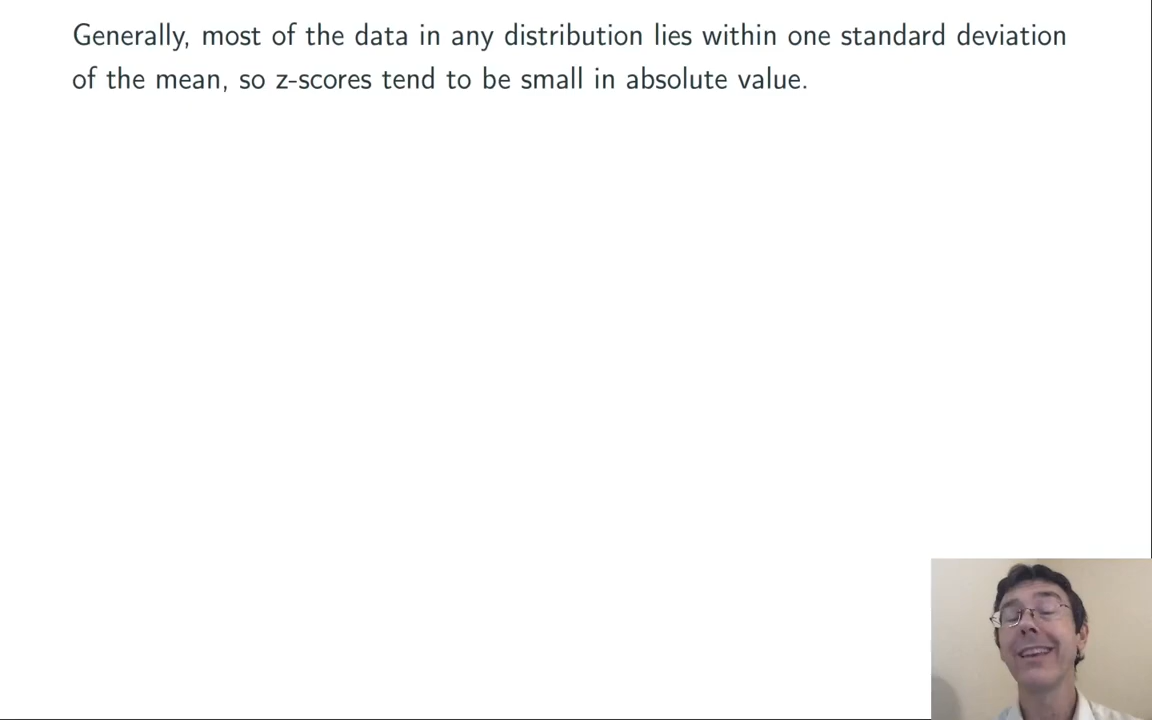 Generally, most of the data in any distribution lies within one standard deviation
of the mean, so z-scores tend to be small in absolute value.